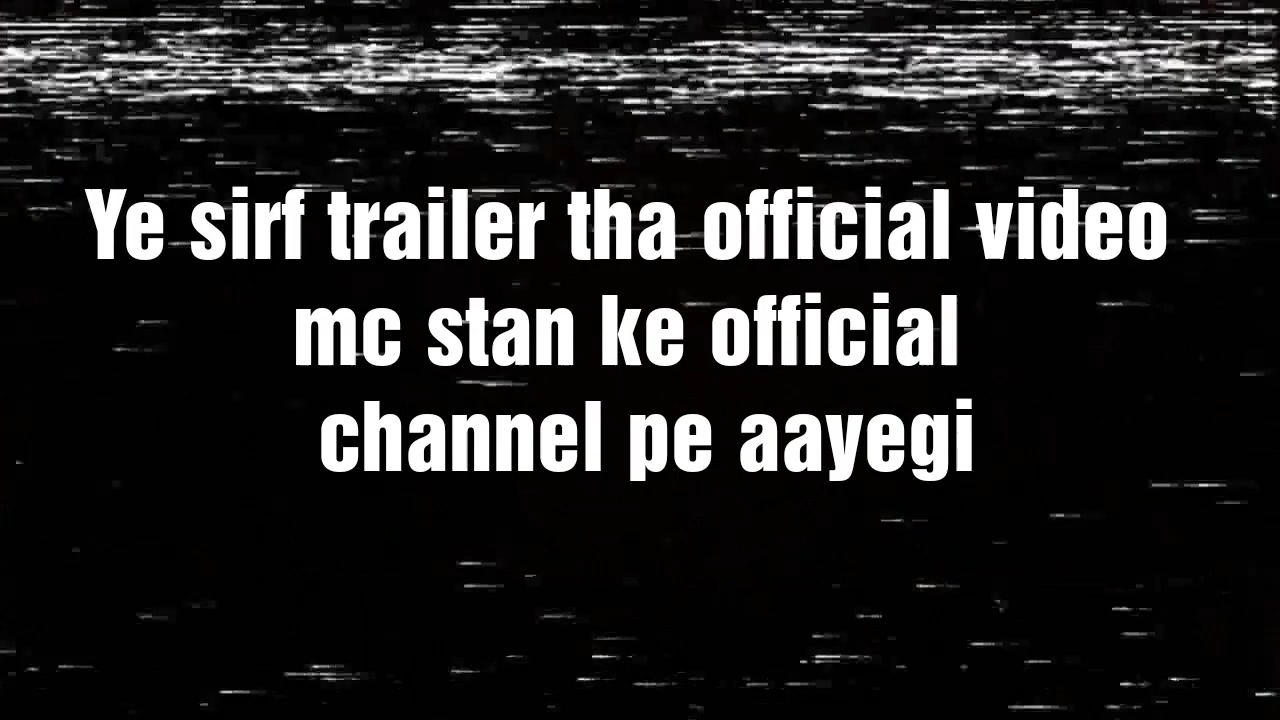 Ye sirf trailer tha official video
mc stan ke official
channel pe aayegi